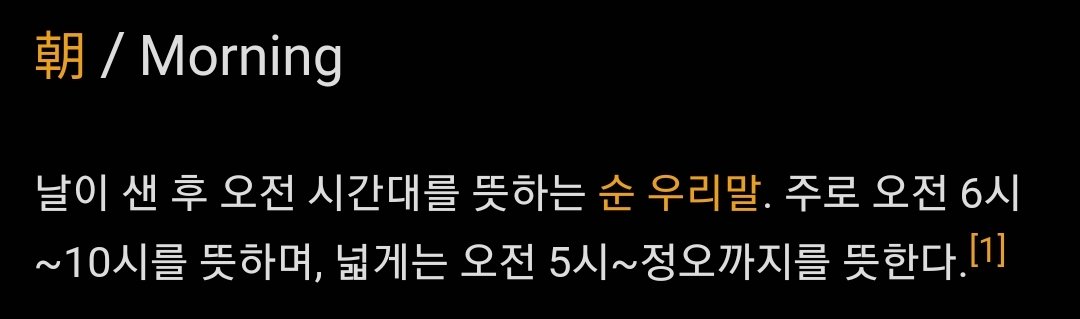 朝 / Morning
날이 샌 후 오전 시간대를 뜻하는 순 우리말. 주로 오전 6시
~10시를 뜻하며, 넓게는 오전 5시~정오까지를 뜻한다.[1]